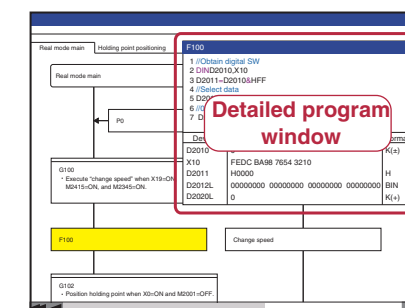 Real mode main
Holding point positioning
F100
Real mode main
1 //Obtain digital SW
2 DIND2010,X10
3 D2011=D2010&HFF
4 //Select data
5 D20
6 //0
7 D
P0
Detailed program
window
De
D2010
K(±)
X10
FEDC BA98 7654 3210
D2011
H0000
H
D2012L
00000000 00000000 00000000 00000000
BIN
D2020L
0
K(+)
G100
・Execute "change speed" when X19=ON
M2415=ON, and M2345=ON.
F100
Change speed
G102
・Position holding point when X0=ON and M2001=OFF.